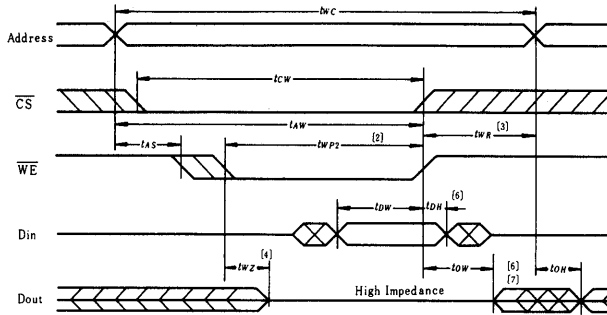 tWC
Address
tCW
CS
tAW
[2]
[3]
tAS
tWP2
tWR
WE
[6]
tDW
tDH
Din
[4]
tWZ
tOW
[6]
tOH
[7]
High Impedance
Dout